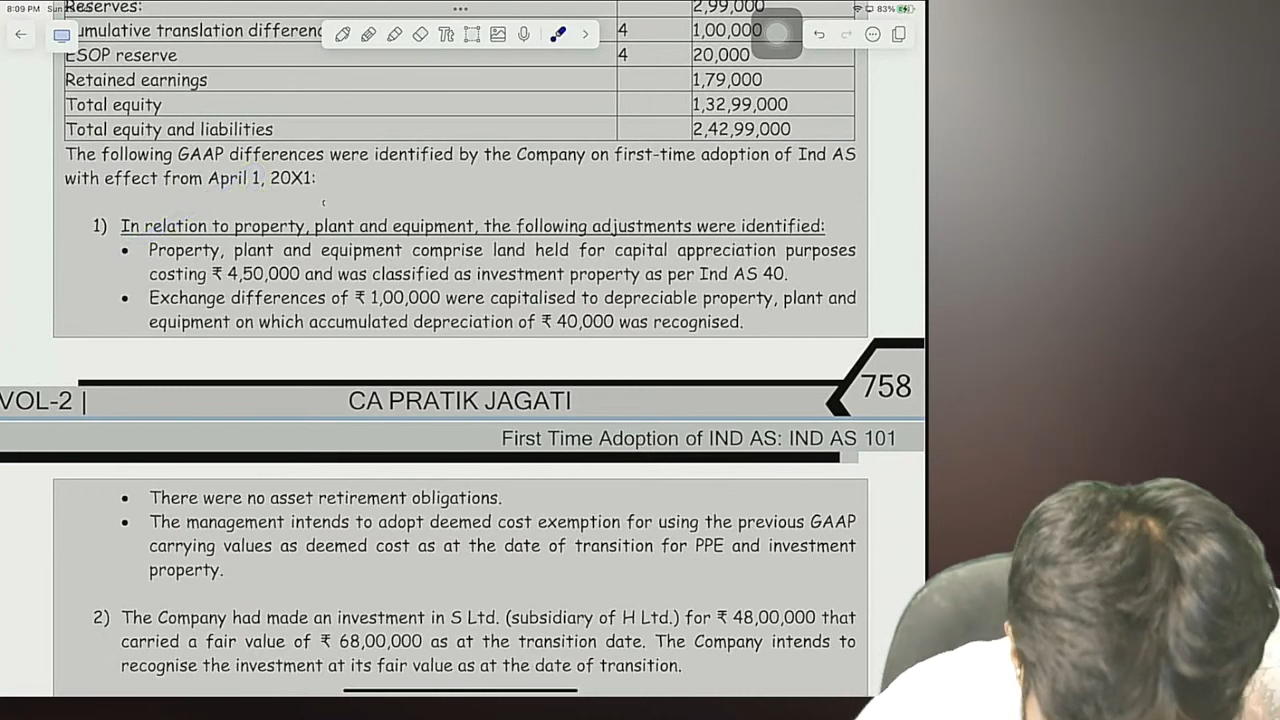 8:09 PM Sun
83%
Reserves: 2,99,000
umulative translation differenc 4 1,00,000
ESOP reserve 4 20,000
Retained earnings 1,79,000
Total equity 1,32,99,000
Total equity and liabilities 2,42,99,000
The following GAAP differences were identified by the Company on first-time adoption of Ind AS
with effect from April 1, 20X1:
1) In relation to property, plant and equipment, the following adjustments were identified:
• Property, plant and equipment comprise land held for capital appreciation purposes
costing ₹ 4,50,000 and was classified as investment property as per Ind AS 40.
• Exchange differences of ₹ 1,00,000 were capitalised to depreciable property, plant and
equipment on which accumulated depreciation of ₹ 40,000 was recognised.
VOL-2 | CA PRATIK JAGATI 758
First Time Adoption of IND AS: IND AS 101
• There were no asset retirement obligations.
• The management intends to adopt deemed cost exemption for using the previous GAAP
carrying values as deemed cost as at the date of transition for PPE and investment
property.
2) The Company had made an investment in S Ltd. (subsidiary of H Ltd.) for ₹ 48,00,000 that
carried a fair value of ₹ 68,00,000 as at the transition date. The Company intends to
recognise the investment at its fair value as at the date of transition.